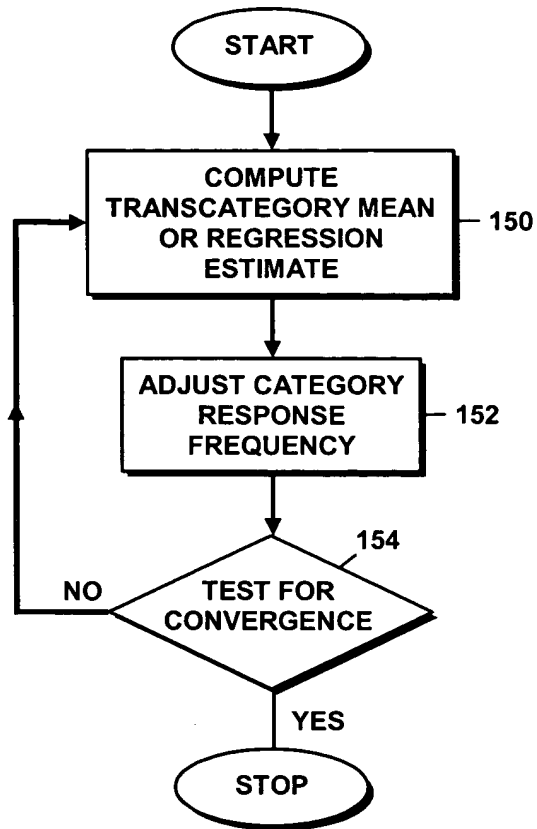 START
COMPUTE
TRANSCATEGORY MEAN
OR REGRESSION
ESTIMATE
150
ADJUST CATEGORY
RESPONSE
FREQUENCY
152
154
NO
TEST FOR
CONVERGENCE
YES
STOP